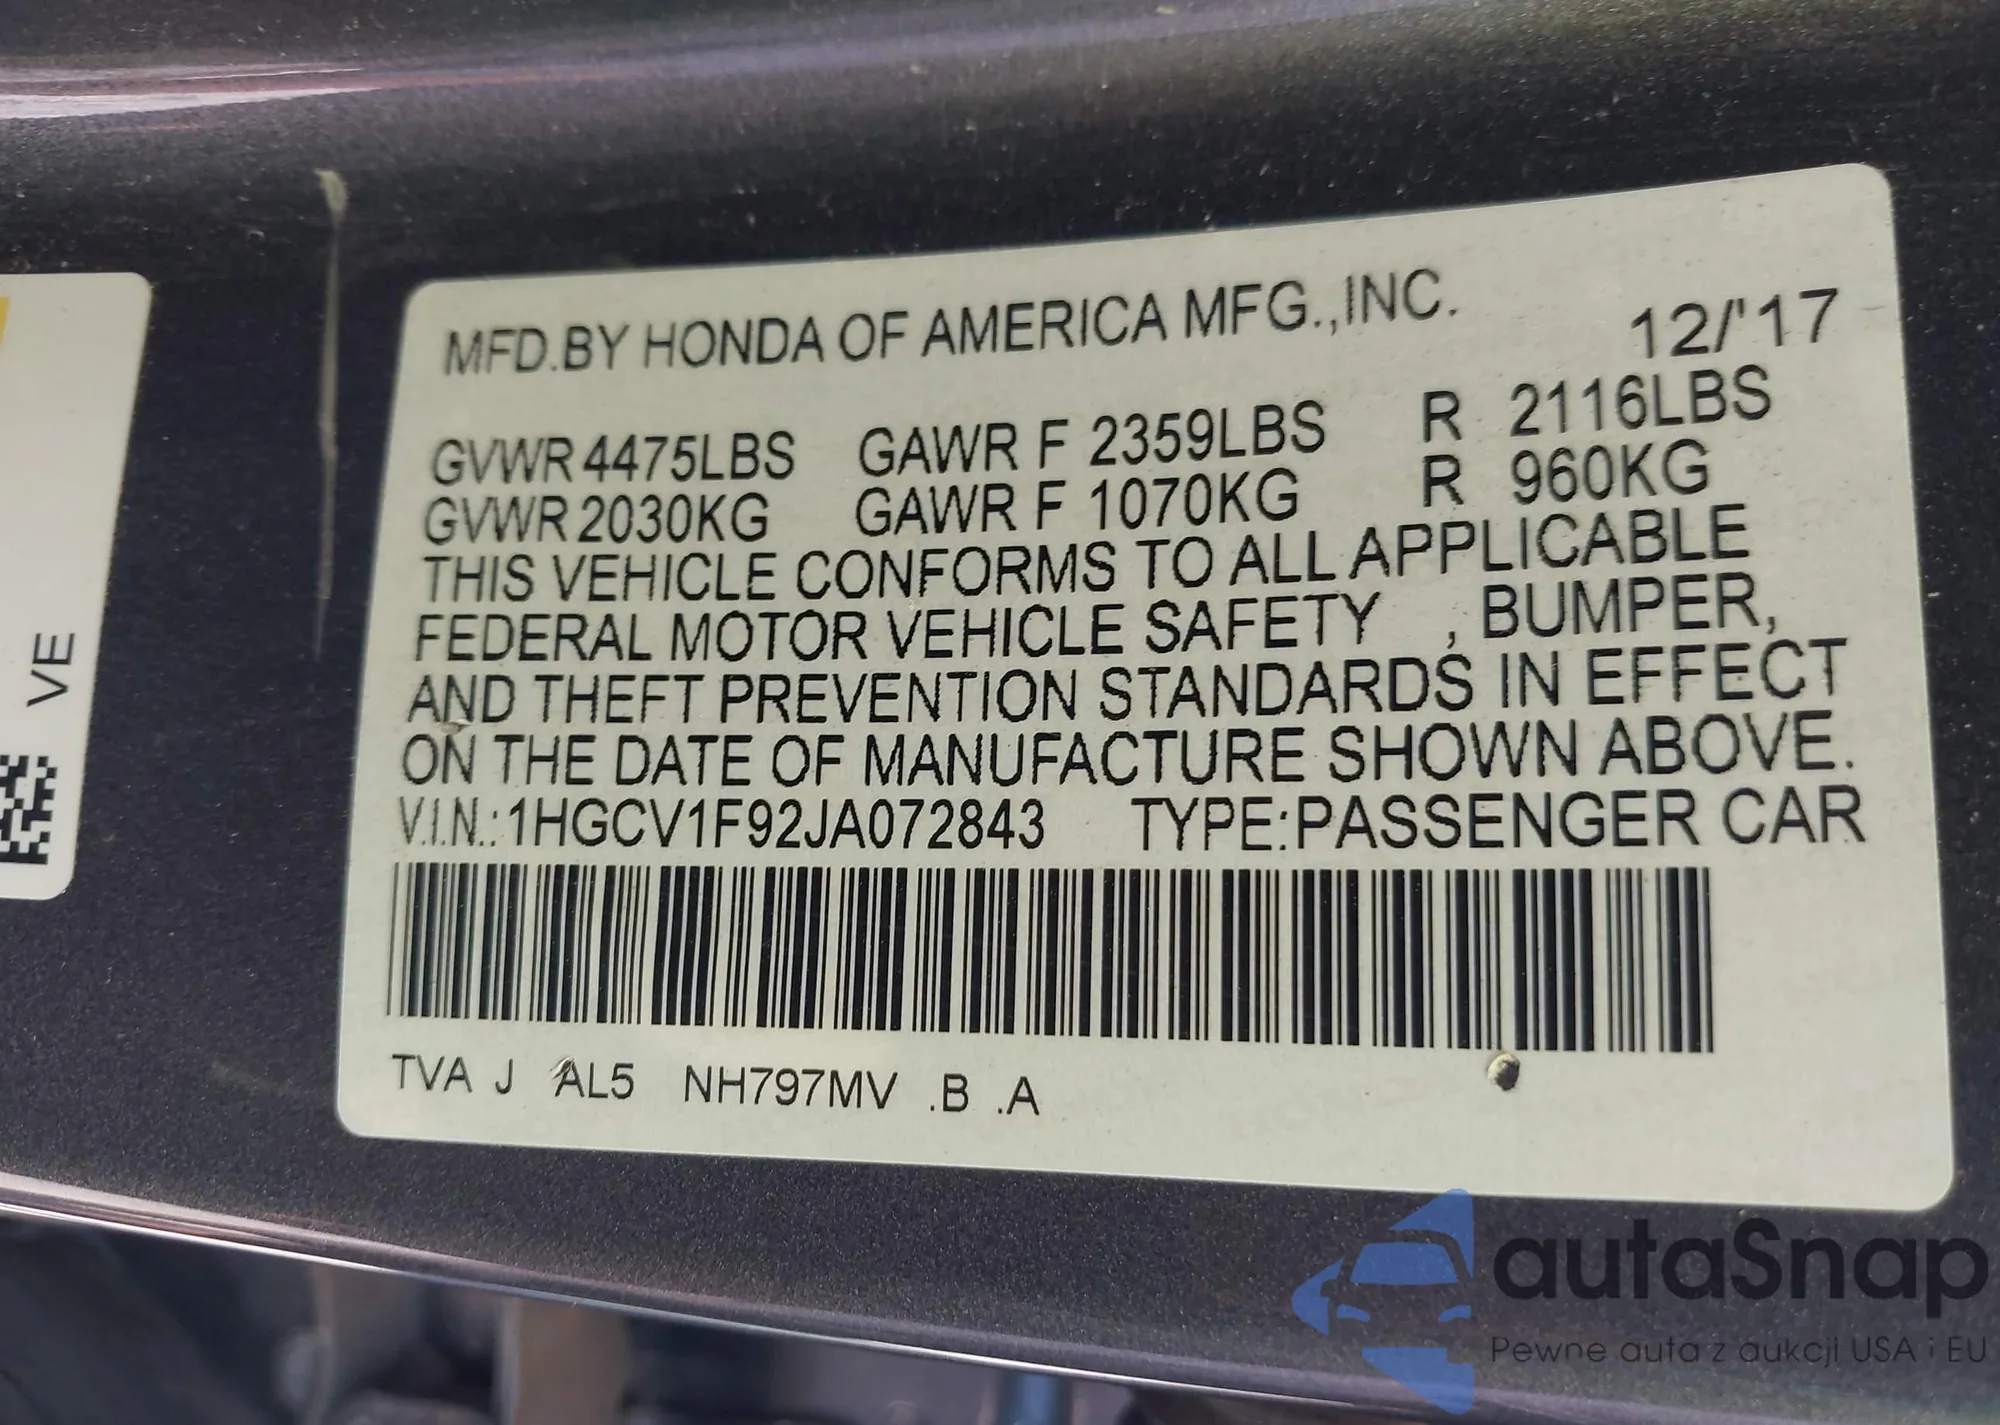 VE
MFD.BY HONDA OF AMERICA MFG.,INC.
12/'17
GVWR 4475LBS GAWR F 2359LBS R 2116LBS
GVWR 2030KG GAWR F 1070KG R 960KG
THIS VEHICLE CONFORMS TO ALL APPLICABLE
FEDERAL MOTOR VEHICLE SAFETY , BUMPER,
AND THEFT PREVENTION STANDARDS IN EFFECT
ON THE DATE OF MANUFACTURE SHOWN ABOVE.
V.I.N.:1HGCV1F92JA072843 TYPE:PASSENGER CAR
TVA J AL5 NH797MV .B .A
autaSnap
Pewne auta z aukcji USA i EU